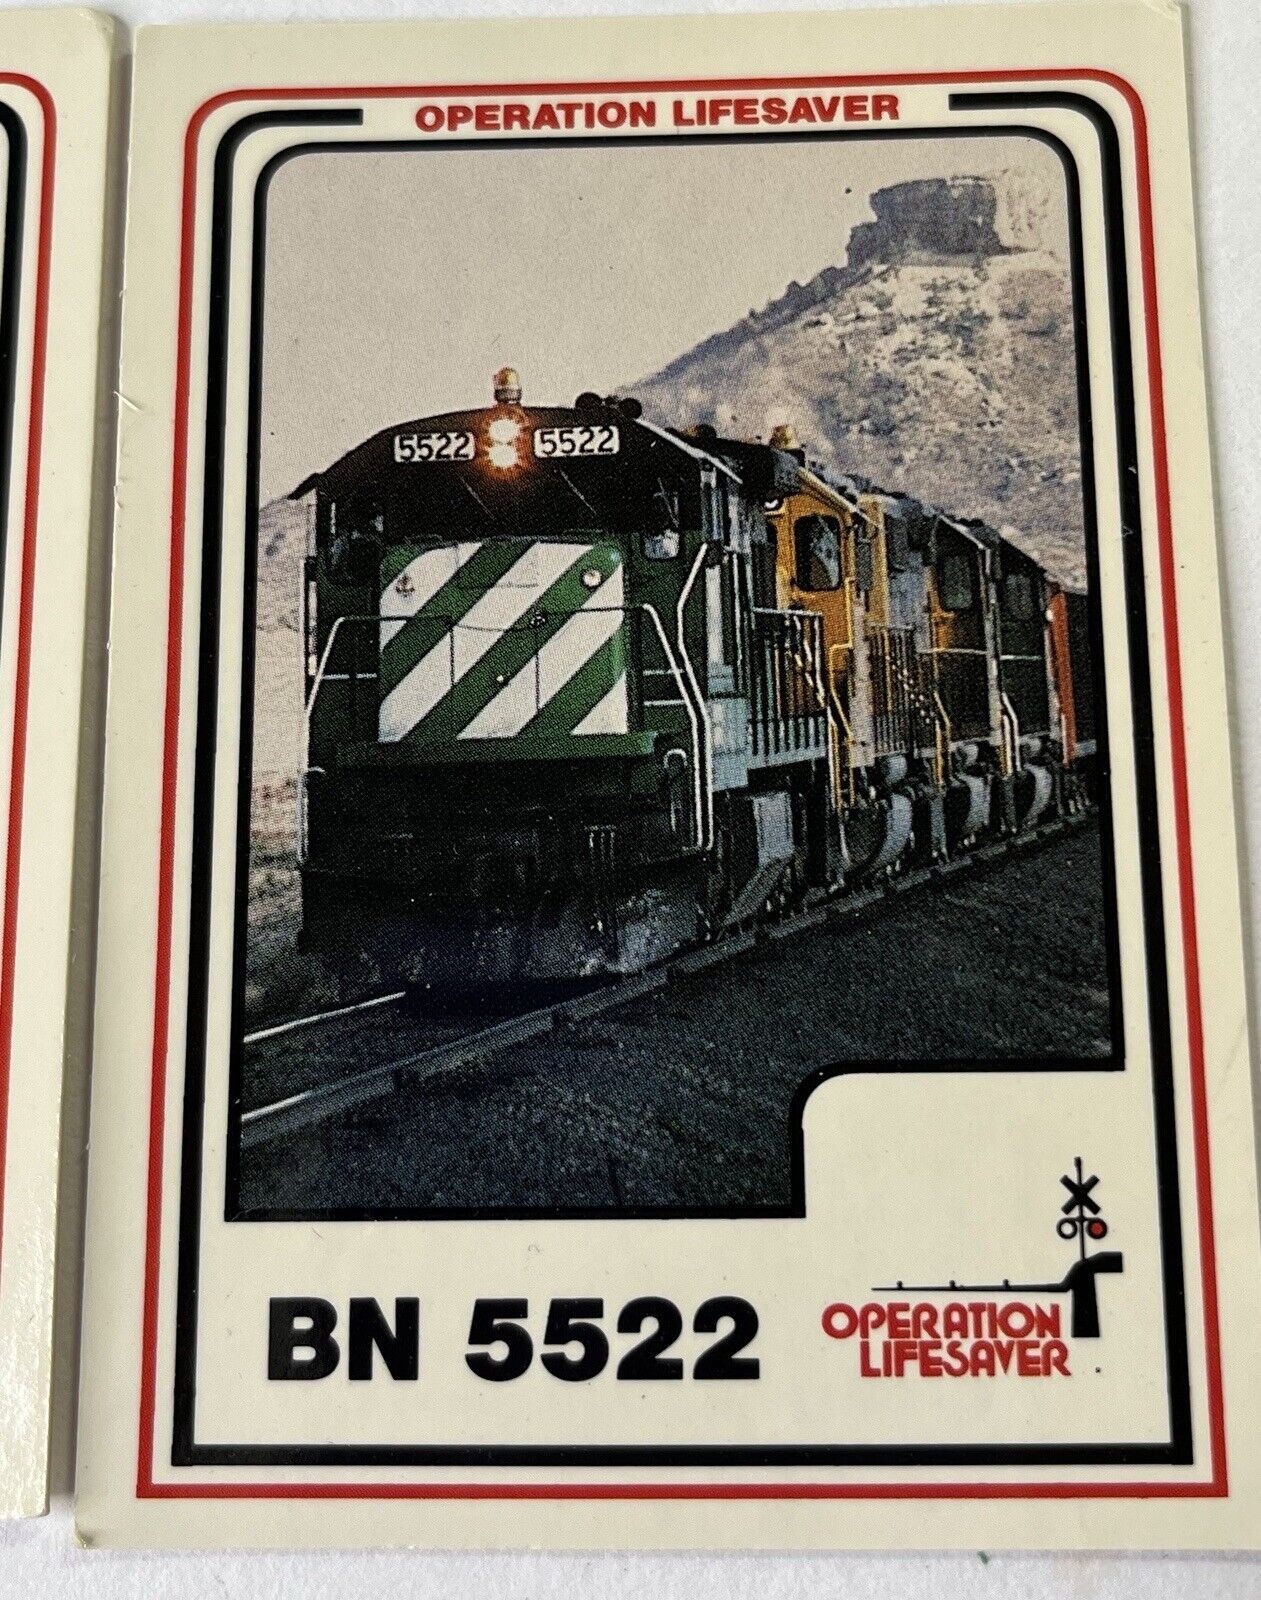 OPERATION LIFESAVER
5522 5522
BN 5522
OPERATION
LIFESAVER